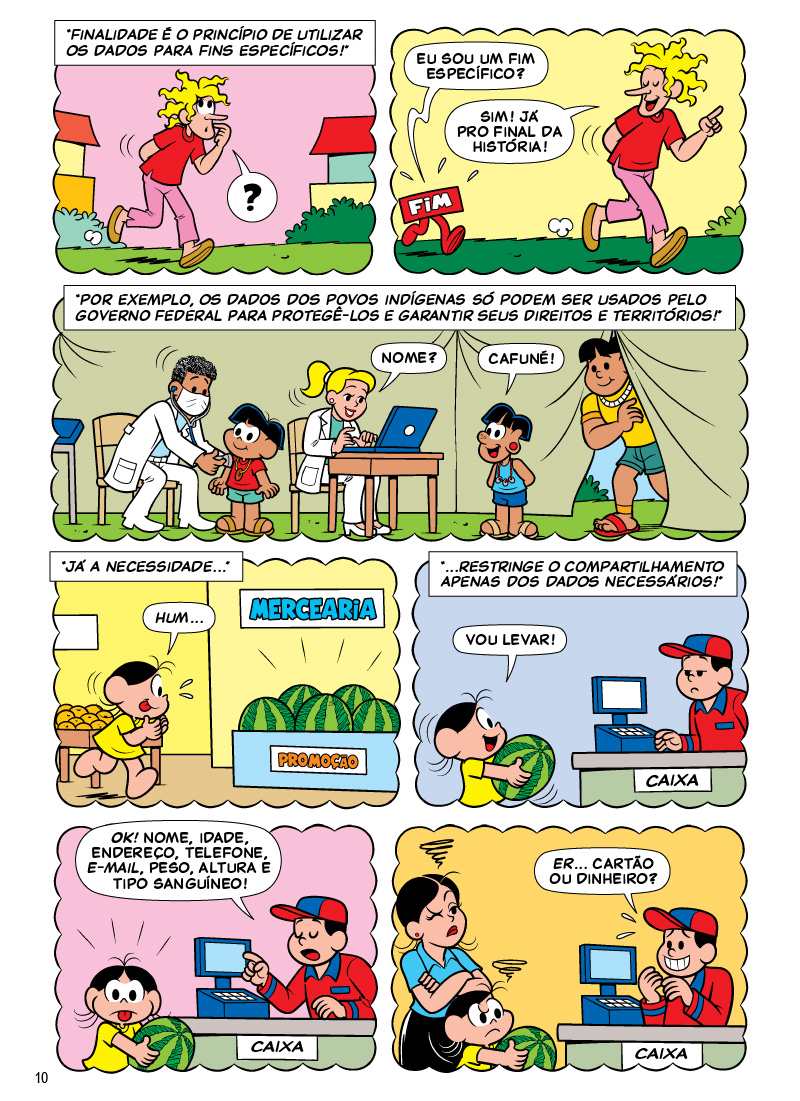 "FINALIDADE É O PRINCÍPIO DE UTILIZAR
OS DADOS PARA FINS ESPECÍFICOS!"
?
EU SOU UM FIM
ESPECÍFICO?
SIM! JÁ
PRO FINAL DA
HISTÓRIA!
FIM
"POR EXEMPLO, OS DADOS DOS POVOS INDÍGENAS SÓ PODEM SER USADOS PELO
GOVERNO FEDERAL PARA PROTEGÊ-LOS E GARANTIR SEUS DIREITOS E TERRITÓRIOS!"
NOME?
CAFUNÉ!
"JÁ A NECESSIDADE..."
HUM...
MERCEARIA
PROMOÇÃO
"...RESTRINGE O COMPARTILHAMENTO
APENAS DOS DADOS NECESSÁRIOS!"
VOU LEVAR!
CAIXA
OK! NOME, IDADE,
ENDEREÇO, TELEFONE,
E-MAIL, PESO, ALTURA E
TIPO SANGUÍNEO!
CAIXA
ER... CARTÃO
OU DINHEIRO?
CAIXA
10